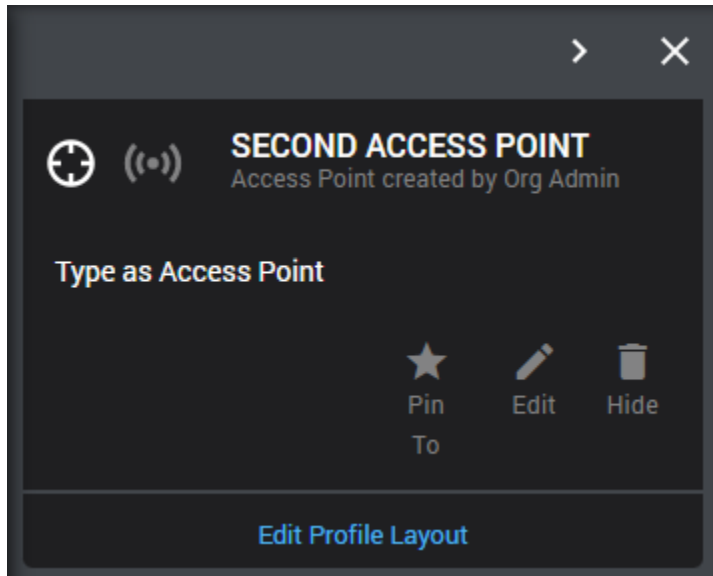 SECOND ACCESS POINT
Access Point created by Org Admin
Type as Access Point
Pin To
Edit
Hide
Edit Profile Layout